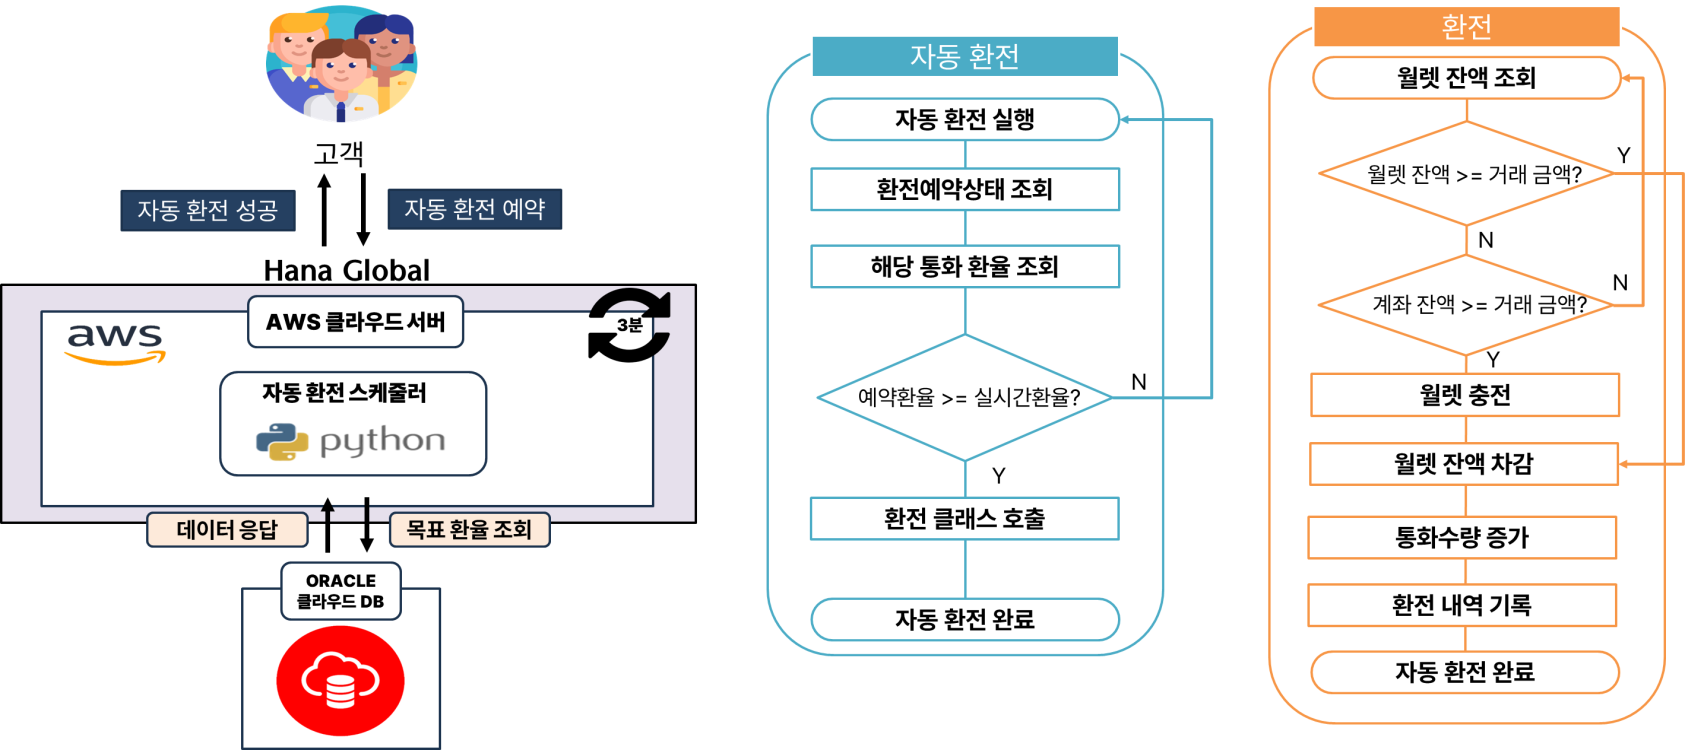 고객
자동 환전 성공
자동 환전 예약
Hana Global
AWS 클라우드 서버
3분
aws
자동 환전 스케줄러
python
데이터 응답
목표 환율 조회
ORACLE
클라우드 DB
자동 환전
자동 환전 실행
환전예약상태 조회
해당 통화 환율 조회
예약환율 >= 실시간환율?
N
Y
환전 클래스 호출
자동 환전 완료
환전
월렛 잔액 조회
월렛 잔액 >= 거래 금액?
Y
N
계좌 잔액 >= 거래 금액?
N
Y
월렛 충전
월렛 잔액 차감
통화수량 증가
환전 내역 기록
자동 환전 완료